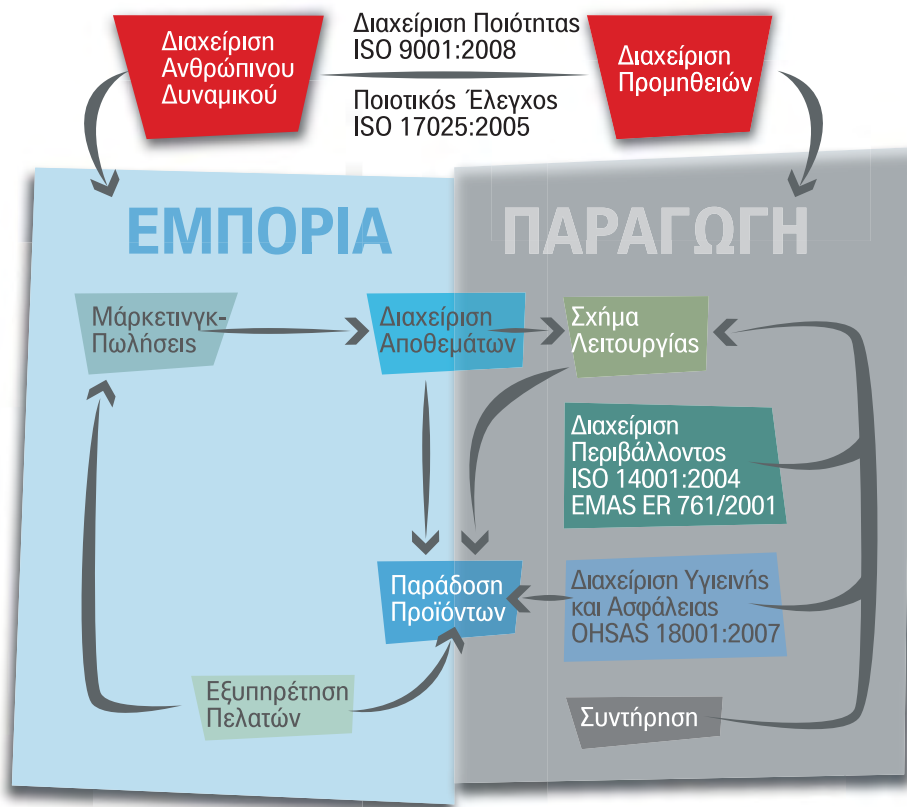 Διαχείριση
Ανθρώπινου
Δυναμικού
Διαχείριση Ποιότητας
ISO 9001:2008
Ποιοτικός Έλεγχος
ISO 17025:2005
Διαχείριση
Προμηθειών
ΕΜΠΟΡΙΑ
ΠΑΡΑΓΩΓΗ
Μάρκετινγκ-
Πωλήσεις
Διαχείριση
Αποθεμάτων
Σχήμα
Λειτουργίας
Διαχείριση
Περιβάλλοντος
ISO 14001:2004
EMAS ER 761/2001
Παράδοση
Προϊόντων
Διαχείριση Υγιεινής
και Ασφάλειας
OHSAS 18001:2007
Εξυπηρέτηση
Πελατών
Συντήρηση